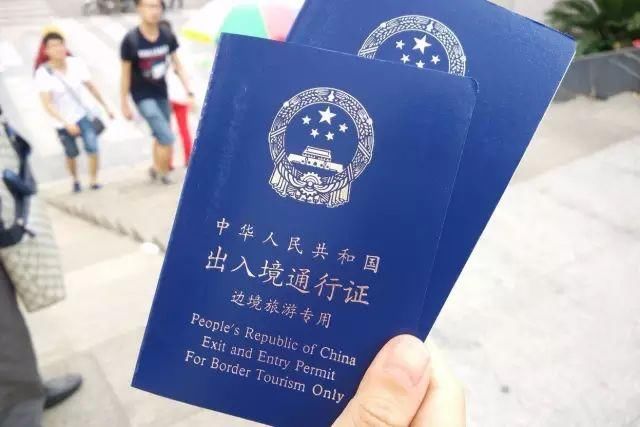 中华人民共和国
出入境通行证
边境旅游专用
People's Republic of China
Exit and Entry Permit
For Border Tourism Only